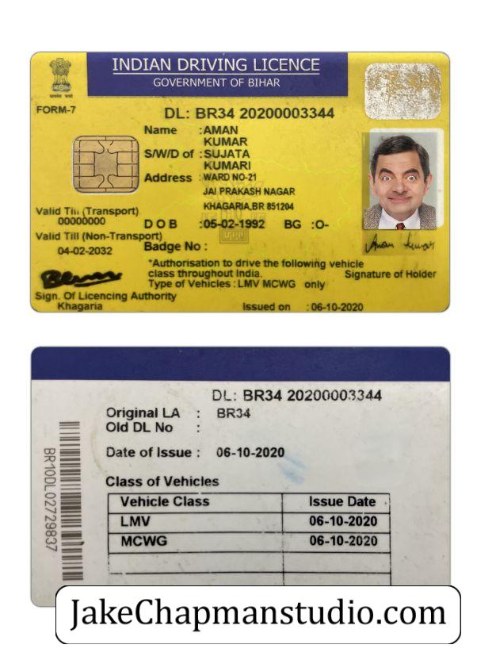 INDIAN DRIVING LICENCE
GOVERNMENT OF BIHAR
FORM-7
DL: BR34 20200003344
Name :AMAN
KUMAR
S/W/D of :SUJATA
KUMARI
Address :WARD NO-21
JAI PRAKASH NAGAR
KHAGARIA,BR 851204
Valid Till (Transport)
00000000
DOB :05-02-1992 BG :O-
Valid Till (Non-Transport)
04-02-2032
Badge No :
Aman Kumar
"Authorisation to drive the following vehicle
class throughout India.
Signature of Holder
Type of Vehicles :LMV MCWG only
Sign. Of Licencing Authority
Khagaria
Issued on :06-10-2020
DL: BR34 20200003344
Original LA : BR34
Old DL No :
Date of Issue : 06-10-2020
BR10DL02729837
Class of Vehicles
Vehicle Class Issue Date
LMV 06-10-2020
MCWG 06-10-2020
JakeChapmanstudio.com